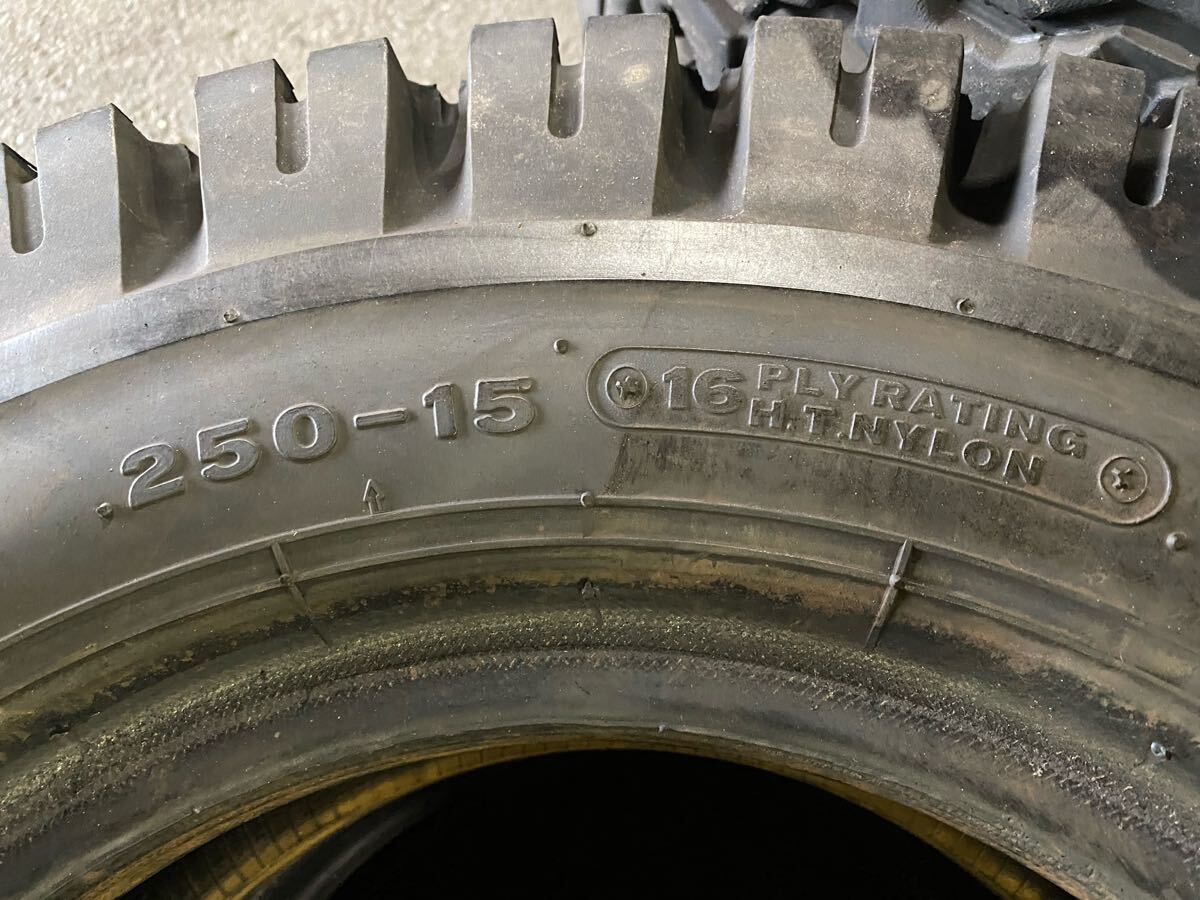 250-15
16 PLY RATING
H.T. NYLON